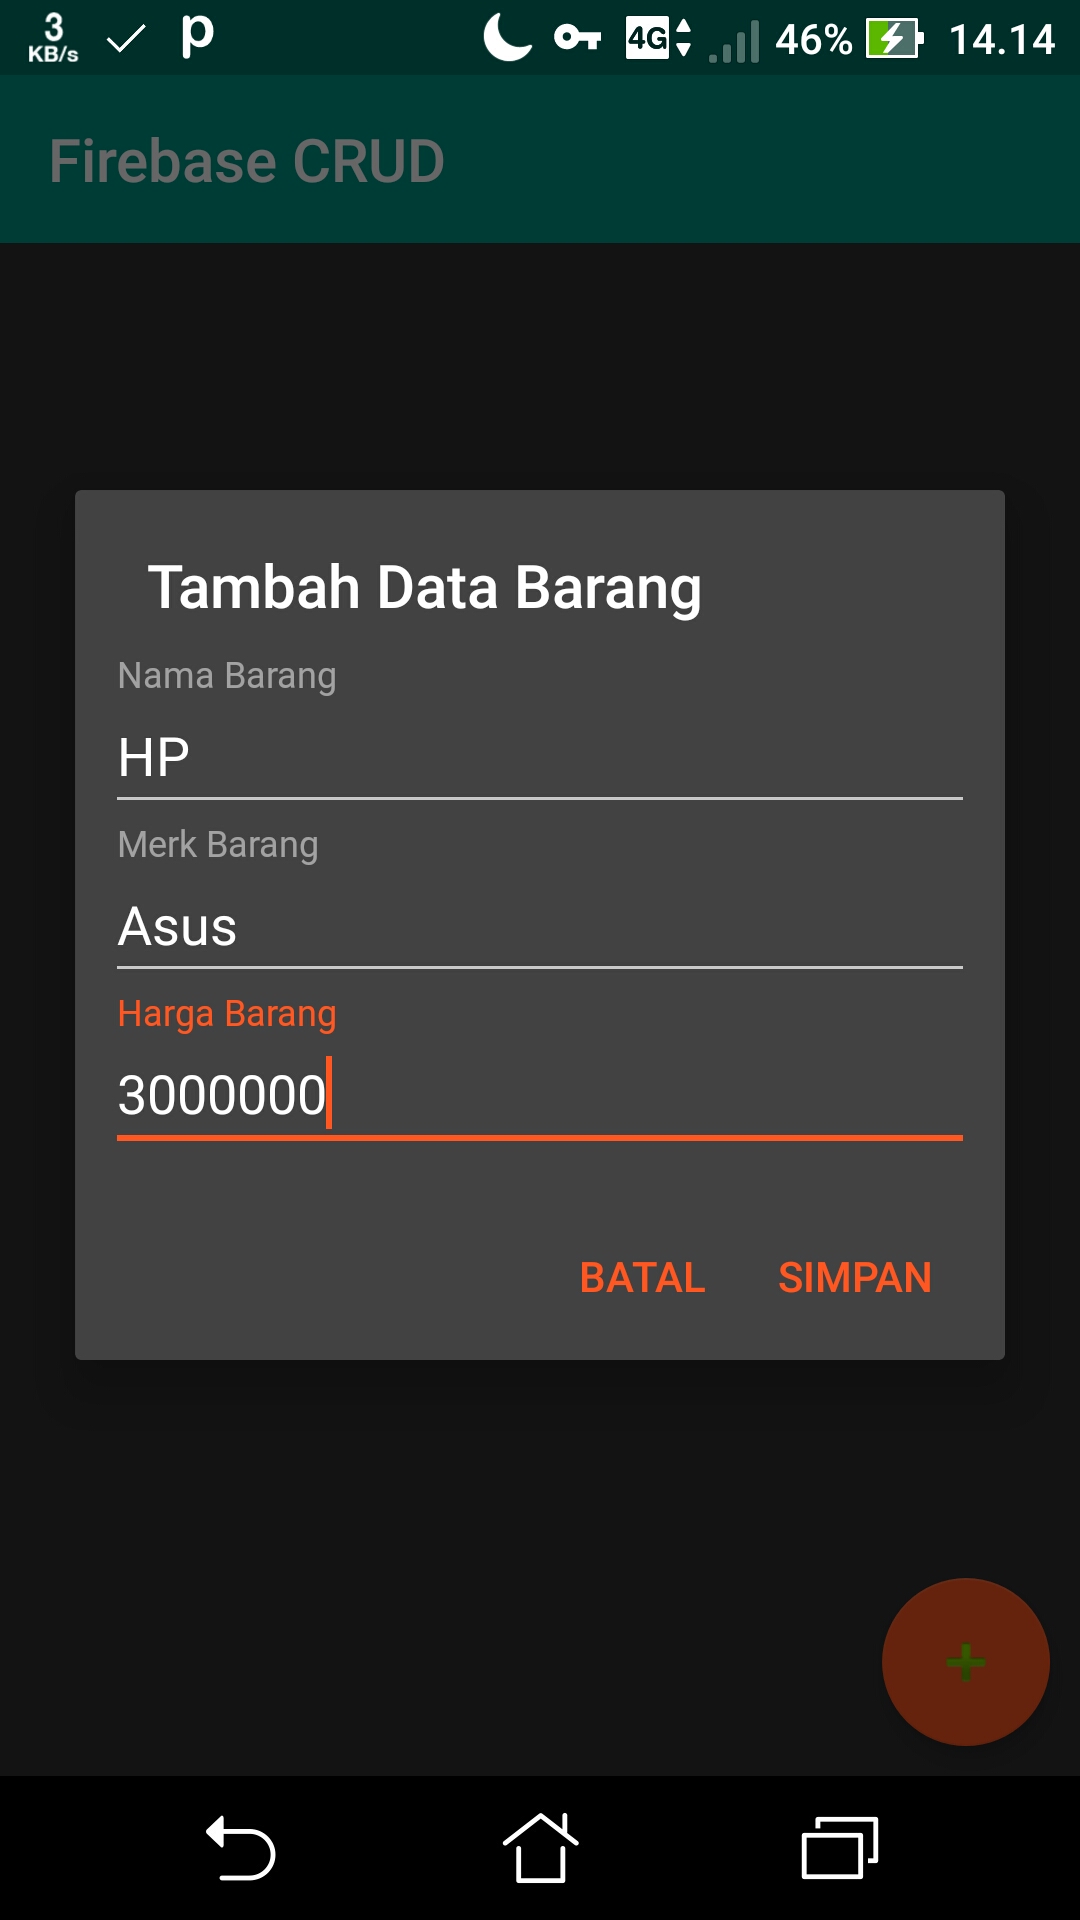 3
KB/s
p
4G
46%
14.14
Firebase CRUD
Tambah Data Barang
Nama Barang
HP
Merk Barang
Asus
Harga Barang
3000000
BATAL
SIMPAN